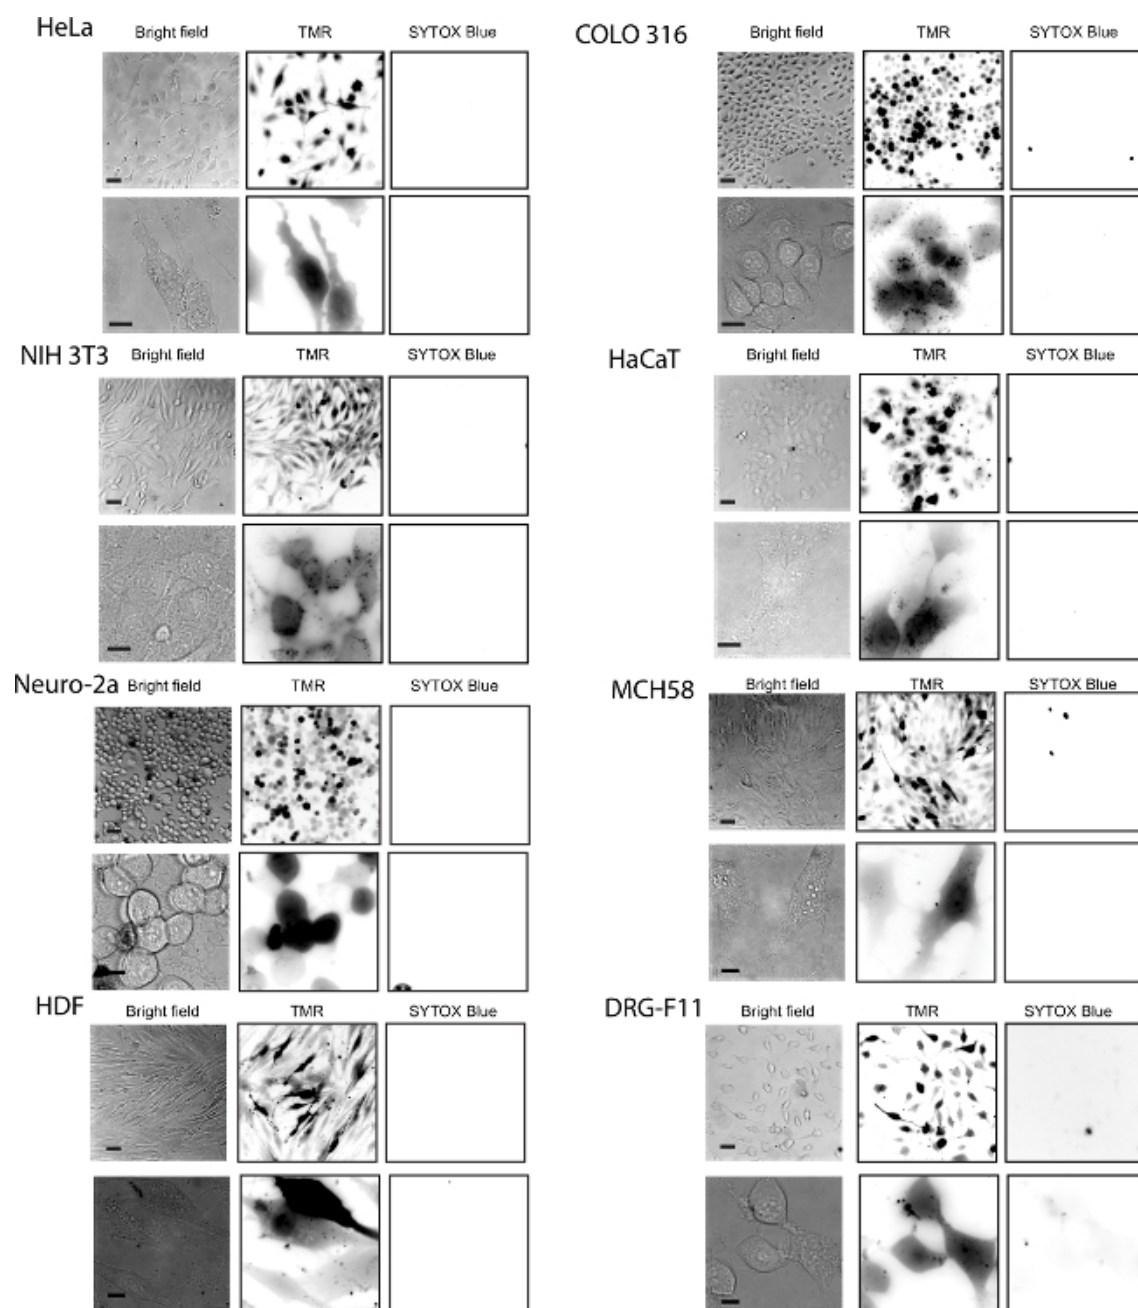 HeLa
Bright field TMR SYTOX Blue
COLO 316
Bright field TMR SYTOX Blue
NIH 3T3
Bright field TMR SYTOX Blue
HaCaT
Bright field TMR SYTOX Blue
Neuro-2a
Bright field TMR SYTOX Blue
MCH58
Bright field TMR SYTOX Blue
HDF
Bright field TMR SYTOX Blue
DRG-F11
Bright field TMR SYTOX Blue